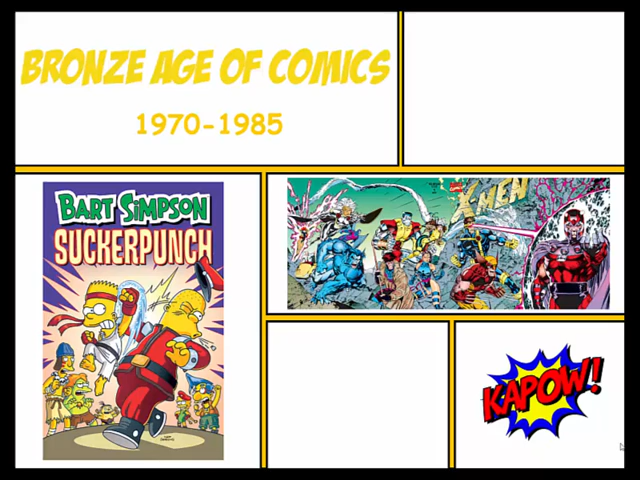 BRONZE AGE OF COMICS
1970-1985
BART SIMPSON
SUCKERPUNCH
X-MEN
KAPOW!